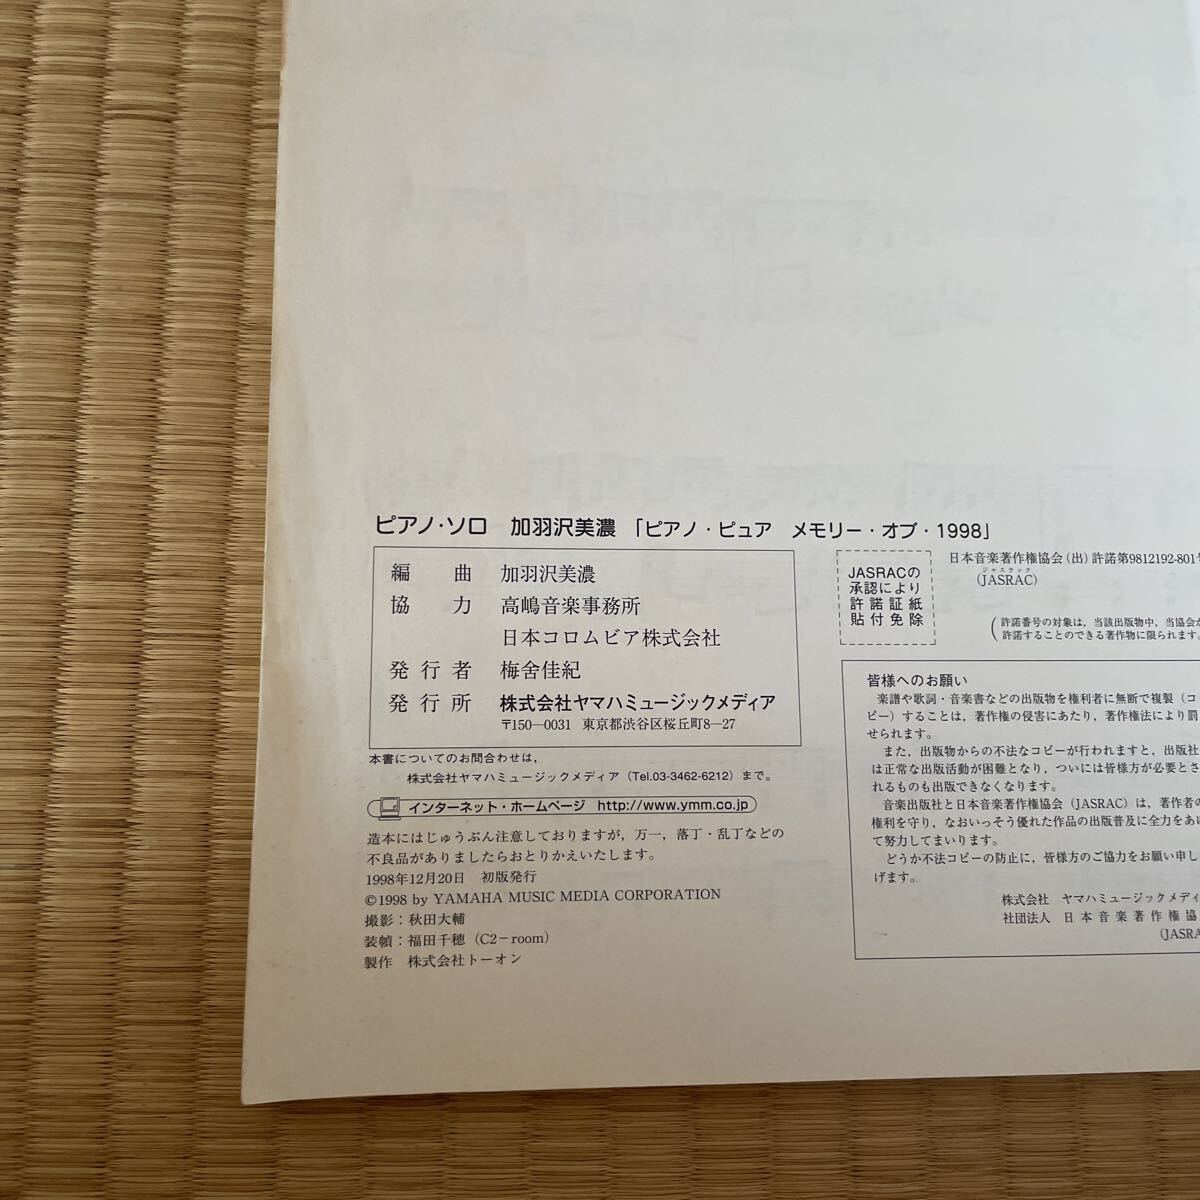 ピアノ・ソロ　加羽沢美濃「ピアノ・ピュア　メモリー・オブ・1998」
編曲　加羽沢美濃
協力　高嶋音楽事務所
日本コロムビア株式会社
発行者　梅舍佳紀
発行所　株式会社ヤマハミュージックメディア
〒150―0031　東京都渋谷区桜丘町8―27
本書についてのお問合わせは，
株式会社ヤマハミュージックメディア（Tel.03-3462-6212）まで。
インターネット・ホームページ　http://www.ymm.co.jp
造本にはじゅうぶん注意しておりますが，万一，落丁・乱丁などの
不良品がありましたらおとりかえいたします。
1998年12月20日　初版発行
©1998 by YAMAHA MUSIC MEDIA CORPORATION
撮影：秋田大輔
装幀：福田千穂（C2－room）
製作　株式会社トーオン
JASRACの
承認により
許諾証紙
貼付免除
日本音楽著作権協会（出）許諾第9812192-801号
ジャスラック
（JASRAC）
（許諾番号の対象は，当該出版物中，当協会が
許諾することのできる著作物に限られます。
皆様へのお願い
楽譜や歌詞・音楽書などの出版物を権利者に無断で複製（コ
ピー）することは，著作権の侵害にあたり，著作権法により罰
せられます。
また，出版物からの不法なコピーが行われますと，出版社
は正常な出版活動が困難となり，ついには皆様方が必要とさ
れるものも出版できなくなります。
音楽出版社と日本音楽著作権協会（JASRAC）は，著作者の
権利を守り，なおいっそう優れた作品の出版普及に全力をあげ
て努力してまいります。
どうか不法コピーの防止に，皆様方のご協力をお願い申し
げます。
株式会社　ヤマハミュージックメディ
社団法人　日本音楽著作権協
（JASRA